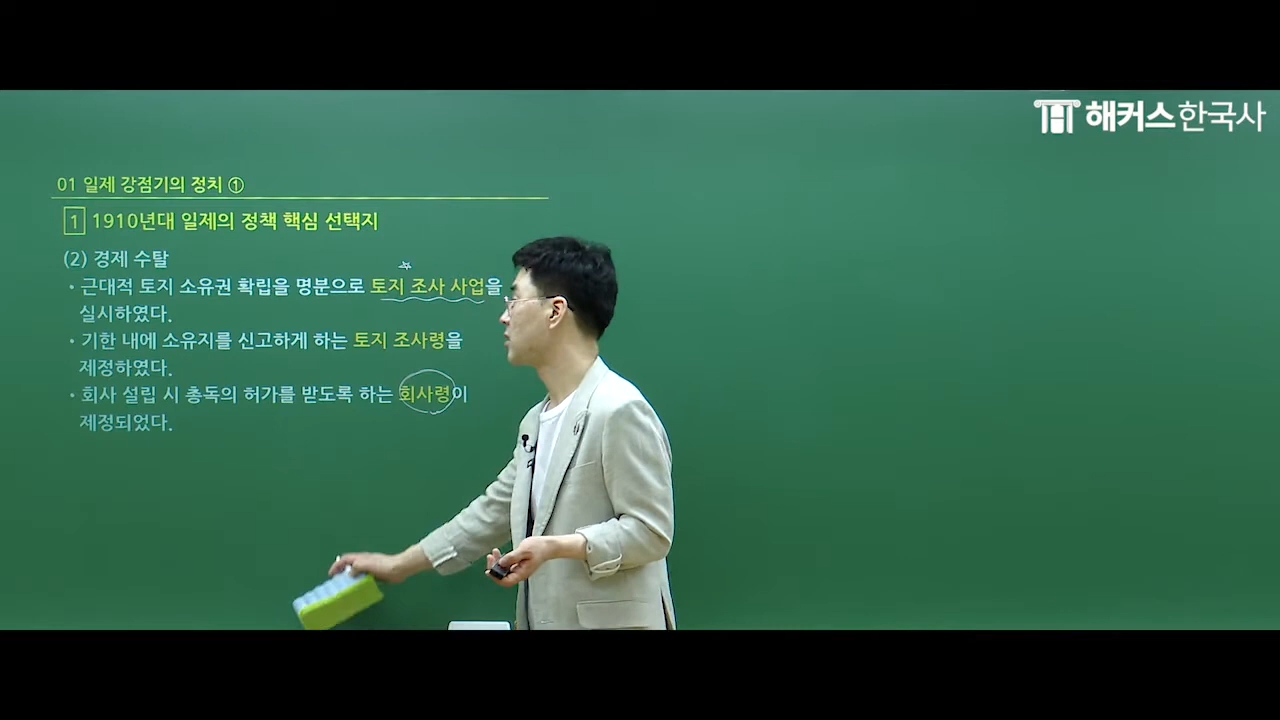 해커스한국사
01 일제 강점기의 정치 ①
1 1910년대 일제의 정책 핵심 선택지
(2) 경제 수탈
• 근대적 토지 소유권 확립을 명분으로 토지 조사 사업을
실시하였다.
• 기한 내에 소유지를 신고하게 하는 토지 조사령을
제정하였다.
• 회사 설립 시 총독의 허가를 받도록 하는 회사령이
제정되었다.